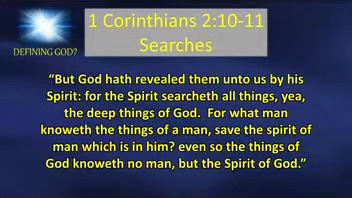 1 Corinthians 2:10-11
Searches
DEFINING GOD?
“But God hath revealed them unto us by his
Spirit: for the Spirit searcheth all things, yea,
the deep things of God.  For what man
knoweth the things of a man, save the spirit of
man which is in him? even so the things of
God knoweth no man, but the Spirit of God.”